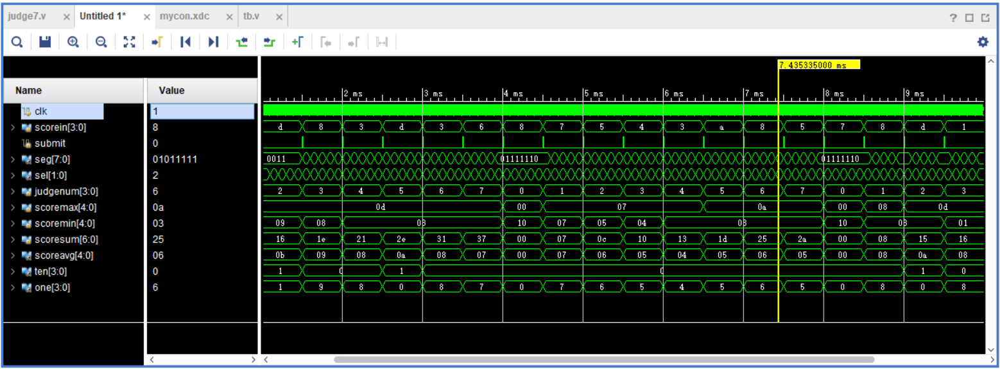 judge7.v × Untitled 1* × mycon.xdc × tb.v × ?
7.435335000 ms
Name Value 2 ms 3 ms 4 ms 5 ms 6 ms 7 ms 8 ms 9 ms
clk 1
> scorein[3:0] 8 d 8 3 d 3 6 8 7 5 4 3 a 8 5 7 8 d 1
submit 0
> seg[7:0] 01011111 0011 01111110 01111110
> sel[1:0] 2
> judgenum[3:0] 6 2 3 4 5 6 7 0 1 2 3 4 5 6 7 0 1 2 3
> scoremax[4:0] 0a 0d 00 07 0a 00 08 0d
> scoremin[4:0] 03 09 08 03 10 07 05 04 03 10 08 01
> scoresum[6:0] 25 16 1e 21 2e 31 37 00 07 0c 10 13 1d 25 2a 00 08 15 16
> scoreavg[4:0] 06 0b 09 08 0a 08 07 00 07 06 05 04 05 06 05 00 08 0a 08
> ten[3:0] 0 1 0 1 0 1 0
> one[3:0] 6 1 9 8 0 8 7 0 7 6 5 4 5 6 5 0 8 0 8